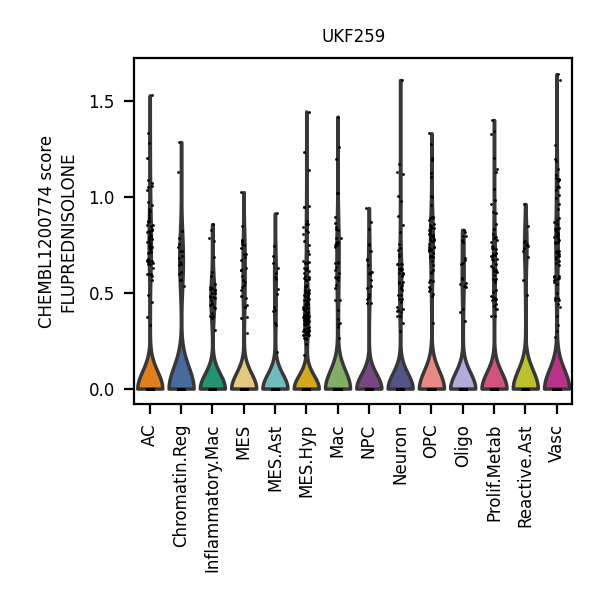 UKF259
CHEMBL1200774 score
FLUPREDNISOLONE
1.5
1.0
0.5
0.0
AC
Chromatin.Reg
Inflammatory.Mac
MES
MES.Ast
MES.Hyp
Mac
NPC
Neuron
OPC
Oligo
Prolif.Metab
Reactive.Ast
Vasc